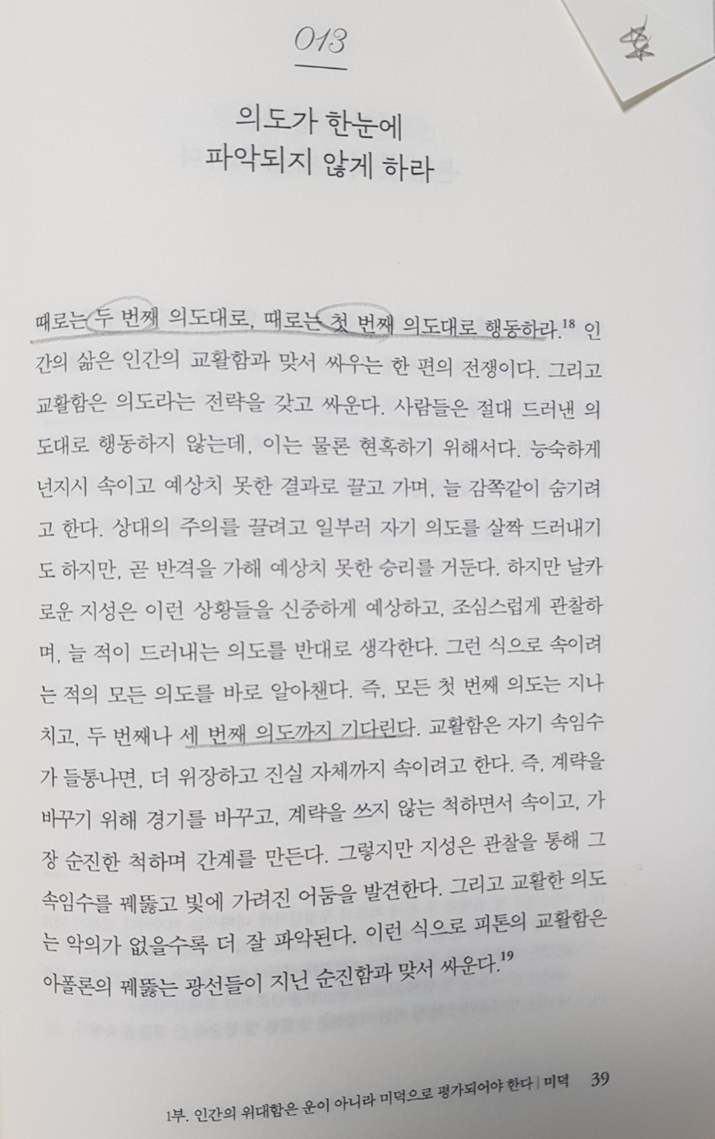 013
의도가 한눈에
파악되지 않게 하라
때로는 두 번째 의도대로, 때로는 첫 번째 의도대로 행동하라.18 인
간의 삶은 인간의 교활함과 맞서 싸우는 한 편의 전쟁이다. 그리고
교활함은 의도라는 전략을 갖고 싸운다. 사람들은 절대 드러낸 의
도대로 행동하지 않는데, 이는 물론 현혹하기 위해서다. 능숙하게
넌지시 속이고 예상치 못한 결과로 끌고 가며, 늘 감쪽같이 숨기려
고 한다. 상대의 주의를 끌려고 일부러 자기 의도를 살짝 드러내기
도 하지만, 곧 반격을 가해 예상치 못한 승리를 거둔다. 하지만 날카
로운 지성은 이런 상황들을 신중하게 예상하고, 조심스럽게 관찰하
며, 늘 적이 드러내는 의도를 반대로 생각한다. 그런 식으로 속이려
는 적의 모든 의도를 바로 알아챈다. 즉, 모든 첫 번째 의도는 지나
치고, 두 번째나 세 번째 의도까지 기다린다. 교활함은 자기 속임수
가 들통나면, 더 위장하고 진실 자체까지 속이려고 한다. 즉, 계략을
바꾸기 위해 경기를 바꾸고, 계략을 쓰지 않는 척하면서 속이고, 가
장 순진한 척하며 간계를 만든다. 그렇지만 지성은 관찰을 통해 그
속임수를 꿰뚫고 빛에 가려진 어둠을 발견한다. 그리고 교활한 의도
는 악의가 없을수록 더 잘 파악된다. 이런 식으로 피톤의 교활함은
아폴론의 꿰뚫는 광선들이 지닌 순진함과 맞서 싸운다.19
1부. 인간의 위대함은 운이 아니라 미덕으로 평가되어야 한다 | 미덕 39